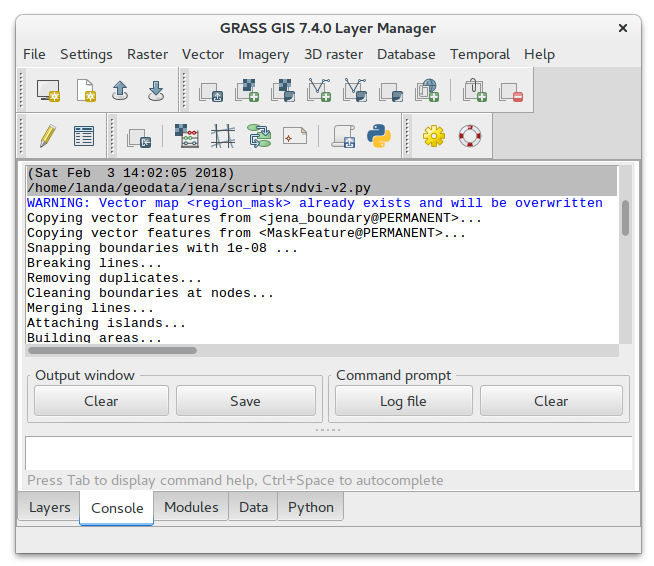 GRASS GIS 7.4.0 Layer Manager
File Settings Raster Vector Imagery 3D raster Database Temporal Help
(Sat Feb  3 14:02:05 2018)
/home/landa/geodata/jena/scripts/ndvi-v2.py
WARNING: Vector map <region_mask> already exists and will be overwritten
Copying vector features from <jena_boundary@PERMANENT>...
Copying vector features from <MaskFeature@PERMANENT>...
Snapping boundaries with 1e-08 ...
Breaking lines...
Removing duplicates...
Cleaning boundaries at nodes...
Merging lines...
Attaching islands...
Building areas...
Output window Command prompt
Clear Save Log file Clear
Press Tab to display command help, Ctrl+Space to autocomplete
Layers Console Modules Data Python